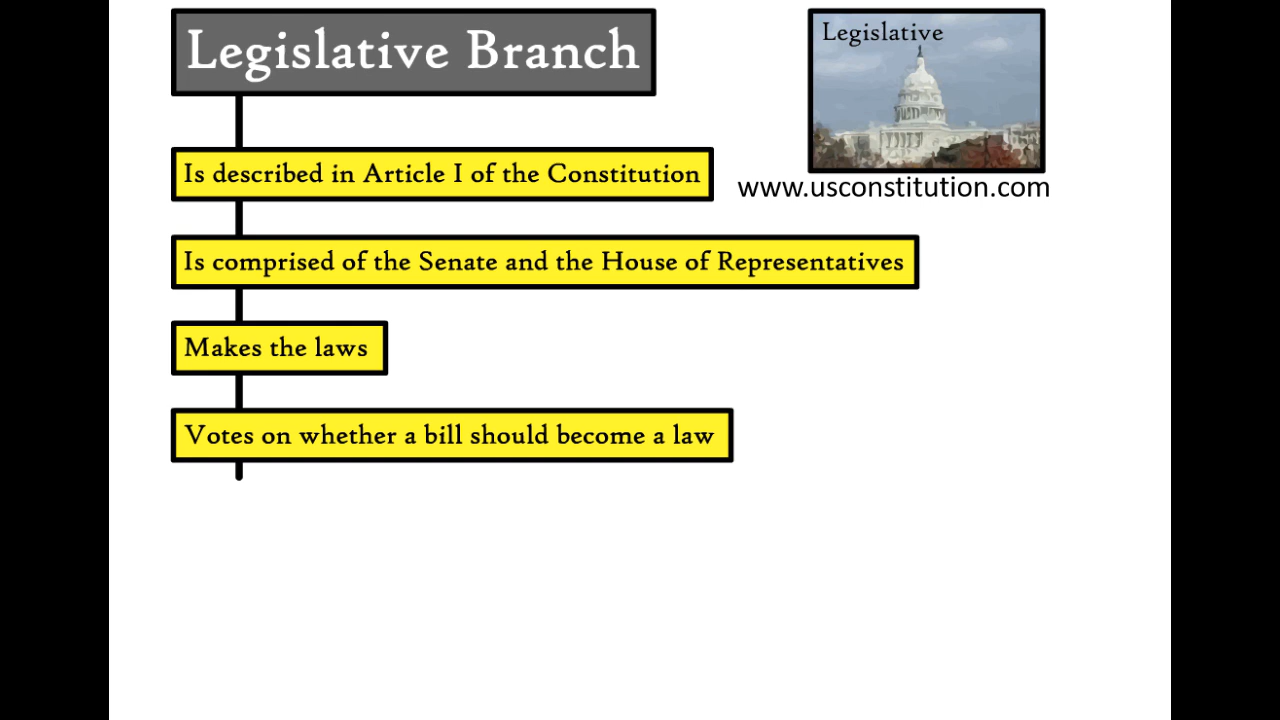 Legislative Branch
Legislative
Is described in Article I of the Constitution
www.usconstitution.com
Is comprised of the Senate and the House of Representatives
Makes the laws
Votes on whether a bill should become a law